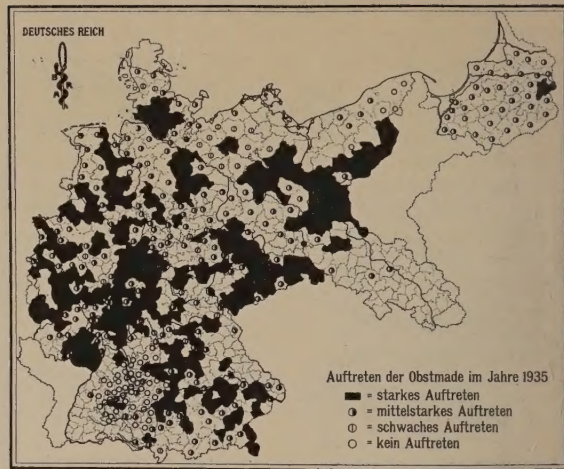 DEUTSCHES REICH
Auftreten der Obstmade im Jahre 1935
= starkes Auftreten
= mittelstarkes Auftreten
= schwaches Auftreten
= kein Auftreten